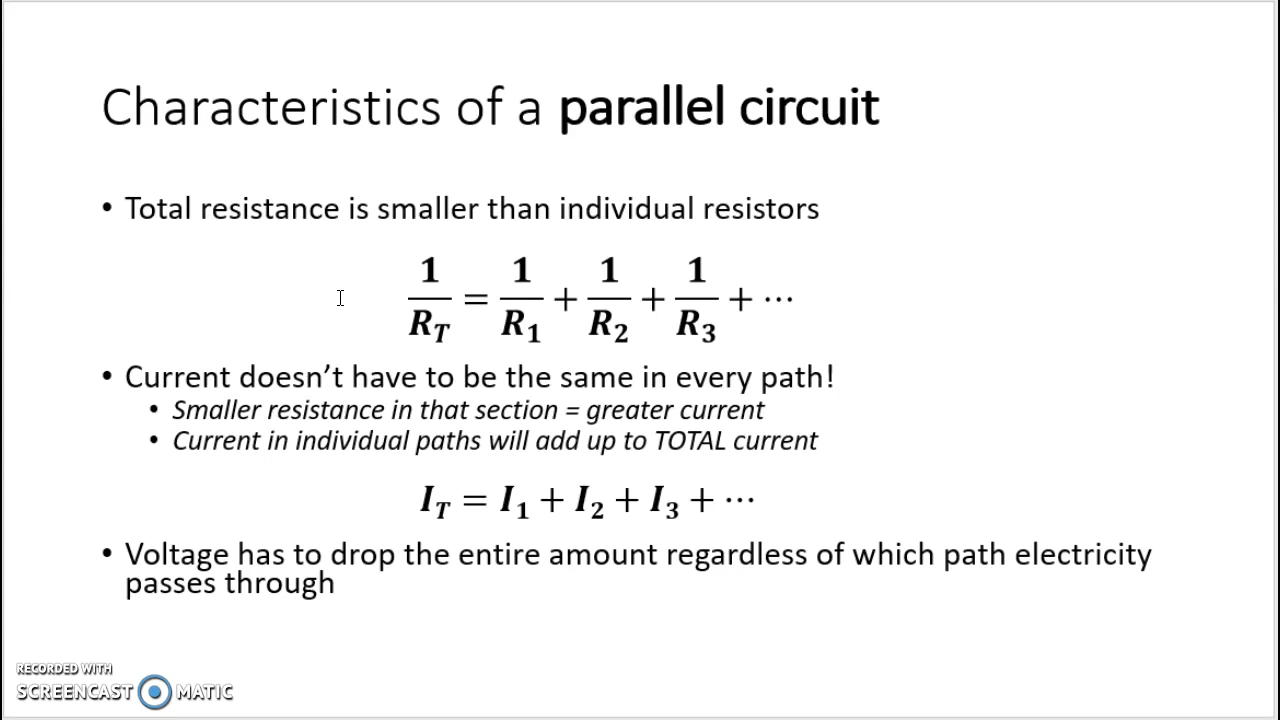 Characteristics of a parallel circuit
• Total resistance is smaller than individual resistors
1/R_T = 1/R_1 + 1/R_2 + 1/R_3 + ⋯
• Current doesn’t have to be the same in every path!
• Smaller resistance in that section = greater current
• Current in individual paths will add up to TOTAL current
I_T = I_1 + I_2 + I_3 + ⋯
• Voltage has to drop the entire amount regardless of which path electricity
passes through
RECORDED WITH
SCREENCAST MATIC